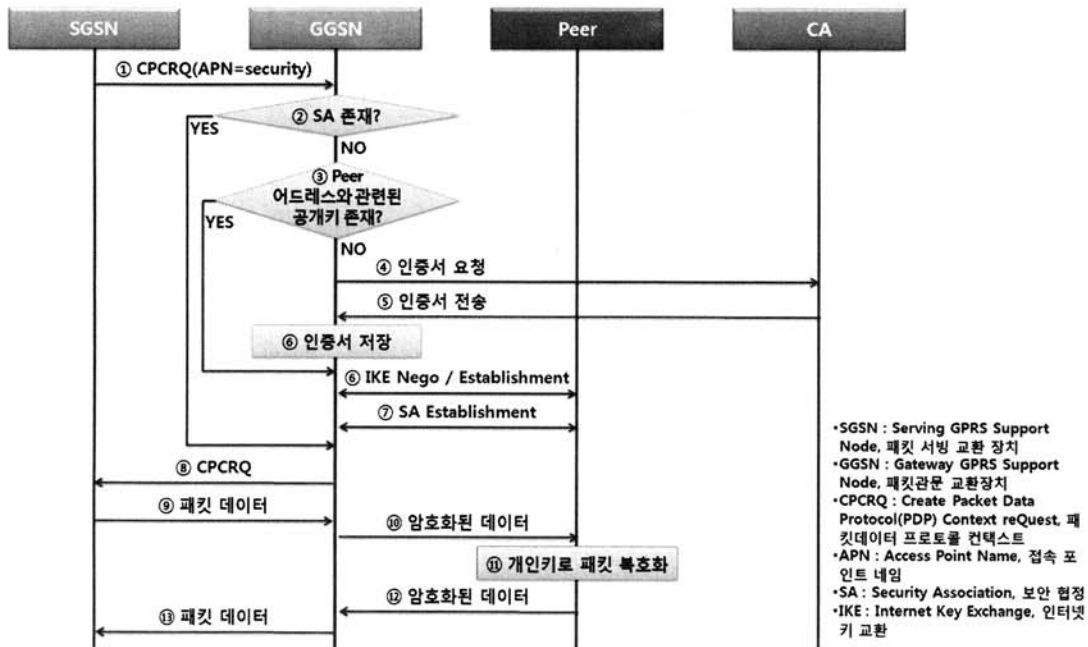 SGSN
GGSN
Peer
CA
① CPCRQ(APN=security)
② SA 존재?
YES
NO
③ Peer
어드레스와 관련된
공개키 존재?
YES
NO
④ 인증서 요청
⑤ 인증서 전송
⑥ 인증서 저장
⑥ IKE Nego / Establishment
⑦ SA Establishment
⑧ CPCRQ
⑨ 패킷 데이터
⑩ 암호화된 데이터
⑪ 개인키로 패킷 복호화
⑫ 암호화된 데이터
⑬ 패킷 데이터
•SGSN : Serving GPRS Support
Node, 패킷 서빙 교환 장치
•GGSN : Gateway GPRS Support
Node, 패킷관문 교환장치
•CPCRQ : Create Packet Data
Protocol(PDP) Context reQuest, 패
킷데이터 프로토콜 컨택스트
•APN : Access Point Name, 접속 포
인트 네임
•SA : Security Association, 보안 협정
•IKE : Internet Key Exchange, 인터넷
키 교환